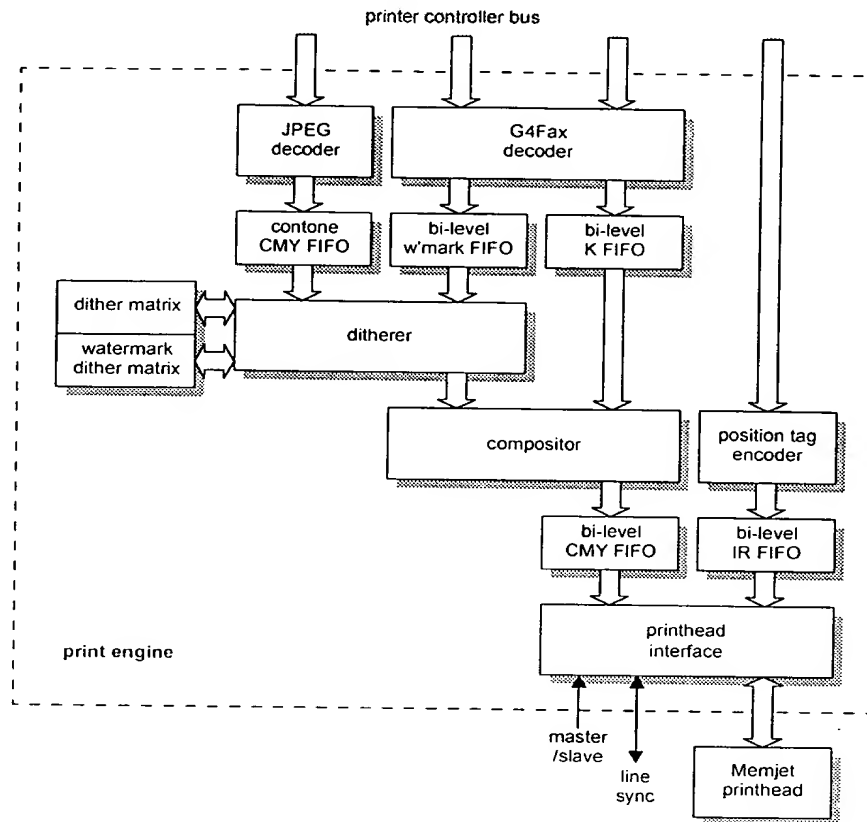 printer controller bus
JPEG
decoder
G4Fax
decoder
contone
CMY FIFO
bi-level
w'mark FIFO
bi-level
K FIFO
dither matrix
watermark
dither matrix
ditherer
compositor
position tag
encoder
bi-level
CMY FIFO
bi-level
IR FIFO
printhead
interface
print engine
master
/slave
line
sync
Memjet
printhead